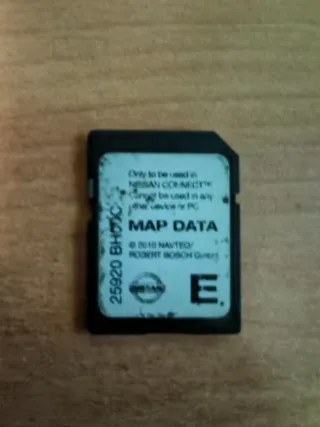 Only to be used in
NISSAN CONNECT™
Cannot be used in any
other device or PC
MAP DATA
© 2010 NAVTEQ/
ROBERT BOSCH GmbH
NISSAN
E.
25920